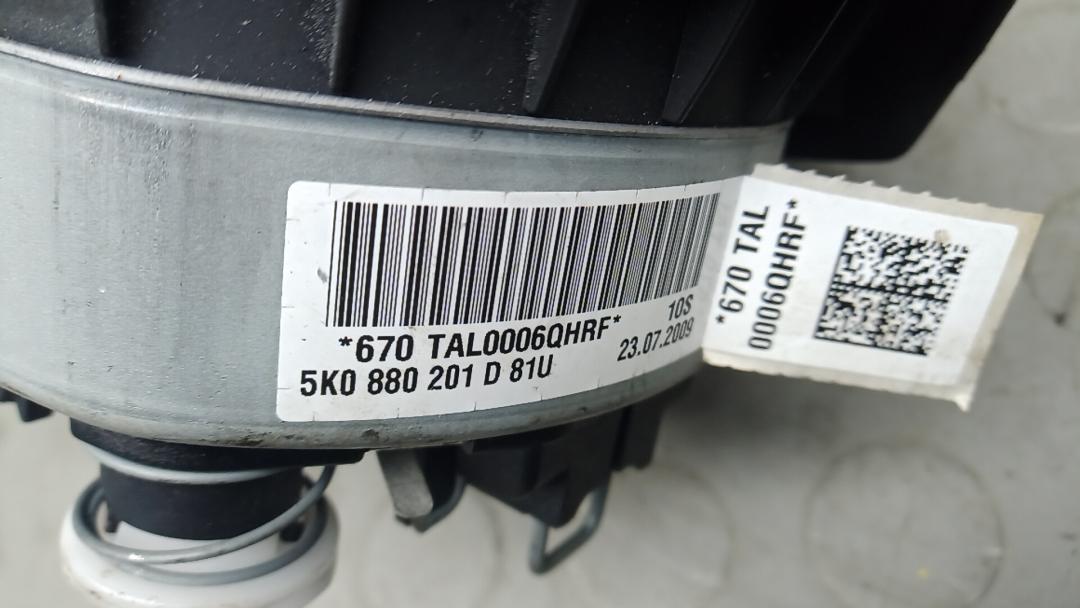 10S
*670 TAL0006QHRF*
23.07.2009
5K0 880 201 D 81U
*670 TAL
0006QHRF*